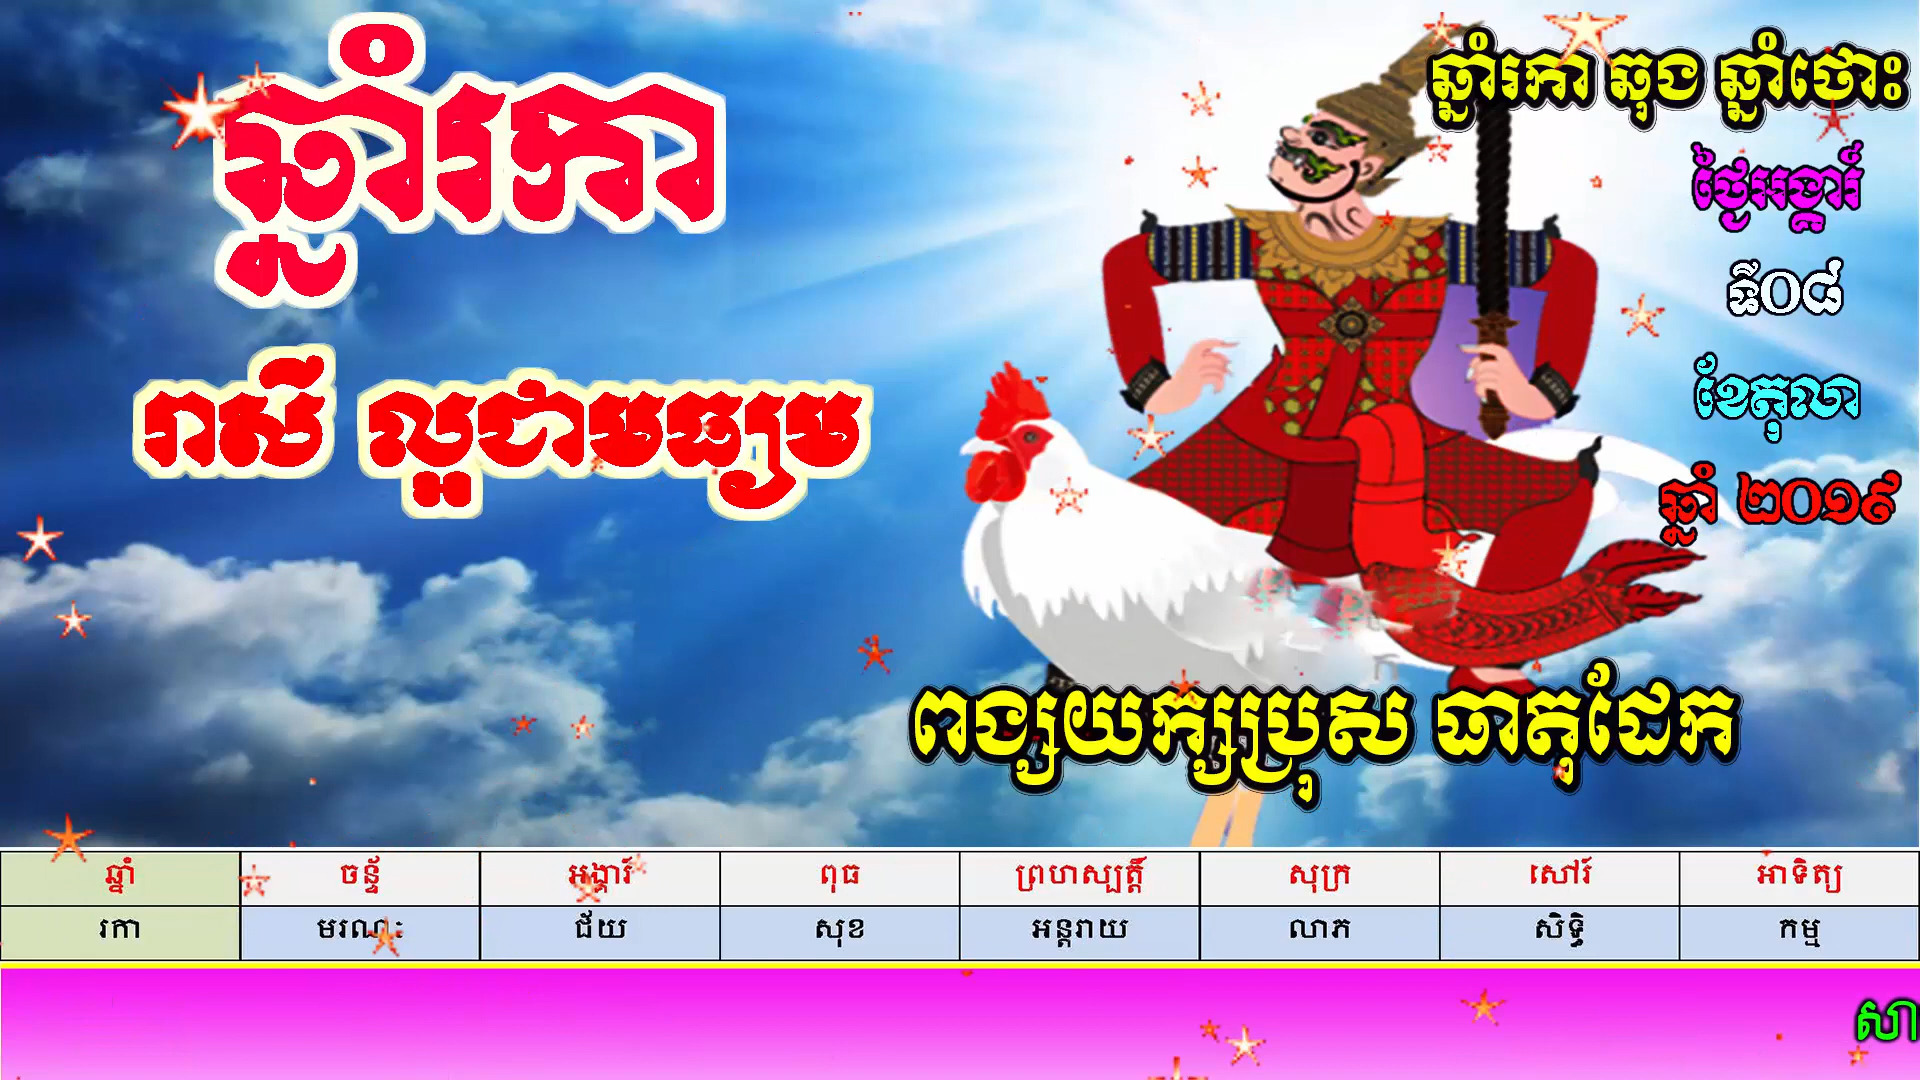 ឆ្នាំរកា
រាសី ល្អជាមធ្យម
ឆ្នាំរកា ឆុង ឆ្នាំថោះ
ថ្ងៃអង្គារ៍
ទី០៨
ខែតុលា
ឆ្នាំ ២០១៩
ពង្សយក្សប្រុស ធាតុដែក
ឆ្នាំ ចន្ទ័ អង្គារ៍ ពុធ ព្រហស្បត្តិ៍ សុក្រ សៅរ៍ អាទិត្យ
រកា មរណៈ ជ័យ សុខ អន្តរាយ លាភ សិទ្ធិ កម្ម
សា